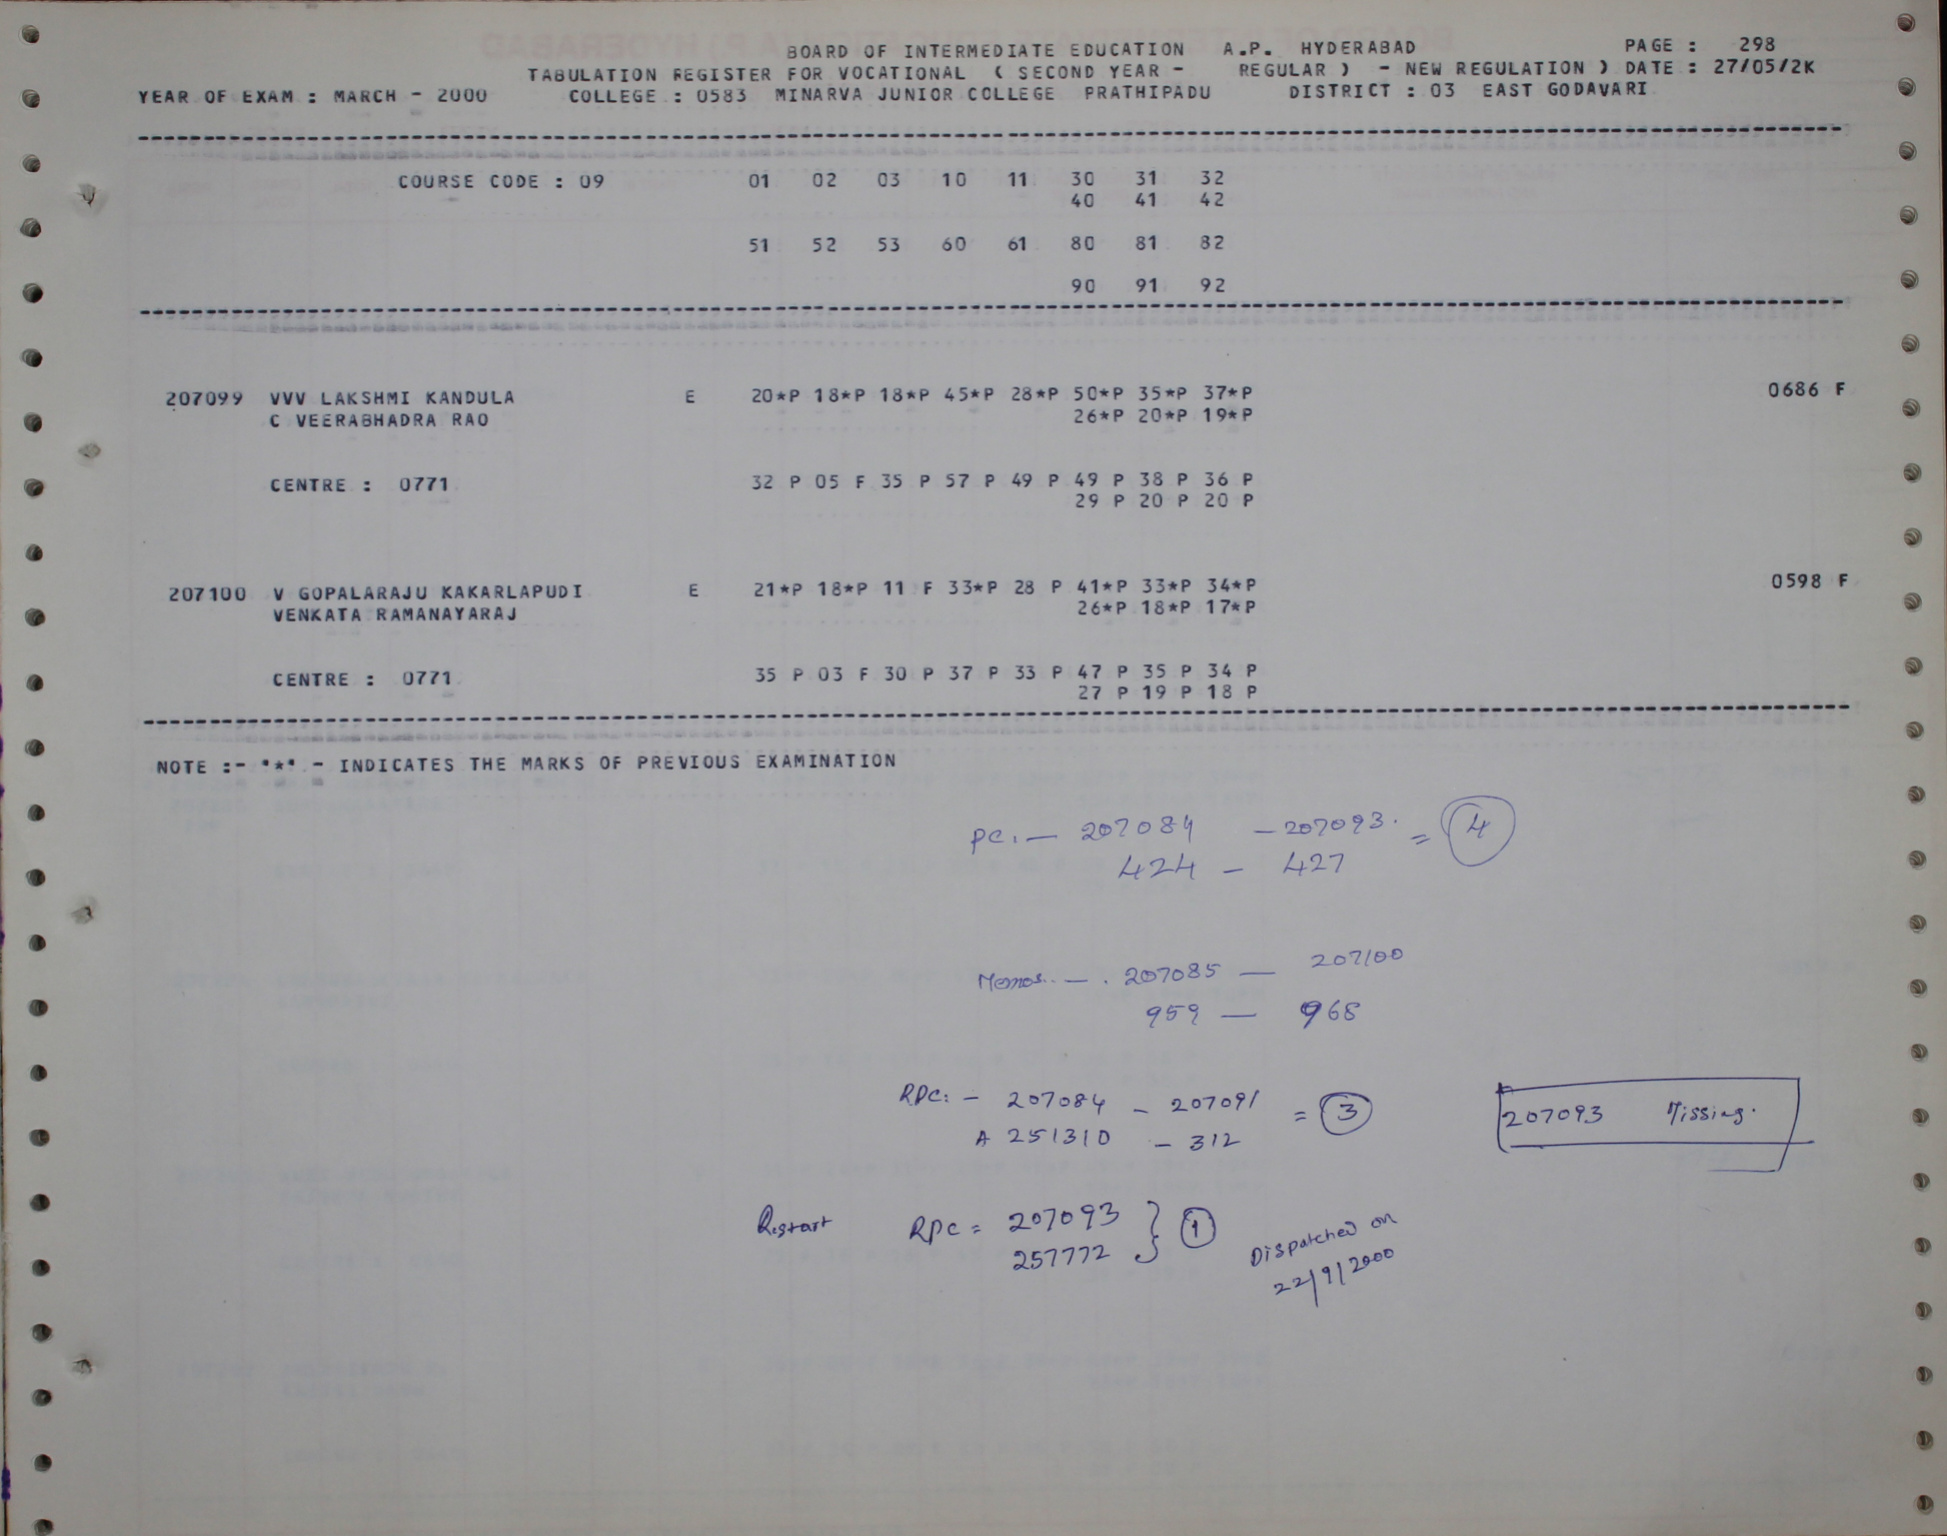 BOARD OF INTERMEDIATE EDUCATION A.P. HYDERABAD PAGE : 298
TABULATION REGISTER FOR VOCATIONAL ( SECOND YEAR - REGULAR ) - NEW REGULATION ) DATE : 27/05/2K
YEAR OF EXAM : MARCH - 2000 COLLEGE : 0583 MINARVA JUNIOR COLLEGE PRATHIPADU DISTRICT : 03 EAST GODAVARI
COURSE CODE : 09 01 02 03 10 11 30 31 32
40 41 42
51 52 53 60 61 80 81 82
90 91 92
207099 VVV LAKSHMI KANDULA E 20*P 18*P 18*P 45*P 28*P 50*P 35*P 37*P 0686 F
C VEERABHADRA RAO 26*P 20*P 19*P
CENTRE : 0771 32 P 05 F 35 P 57 P 49 P 49 P 38 P 36 P
29 P 20 P 20 P
207100 V GOPALARAJU KAKARLAPUDI E 21*P 18*P 11 F 33*P 28 P 41*P 33*P 34*P 0598 F
VENKATA RAMANAYARAJ 26*P 18*P 17*P
CENTRE : 0771 35 P 03 F 30 P 37 P 33 P 47 P 35 P 34 P
27 P 19 P 18 P
NOTE :- '*' - INDICATES THE MARKS OF PREVIOUS EXAMINATION
PC. - 207084 - 207093. = 4
424 - 427
Memos. - . 207085 - 207100
959 - 968
RPC: - 207084 - 207091 = 3
A 251310 - 312
207093 Missing.
RPC = 207093 } 1
257772
Dispatched on
22/9/2000